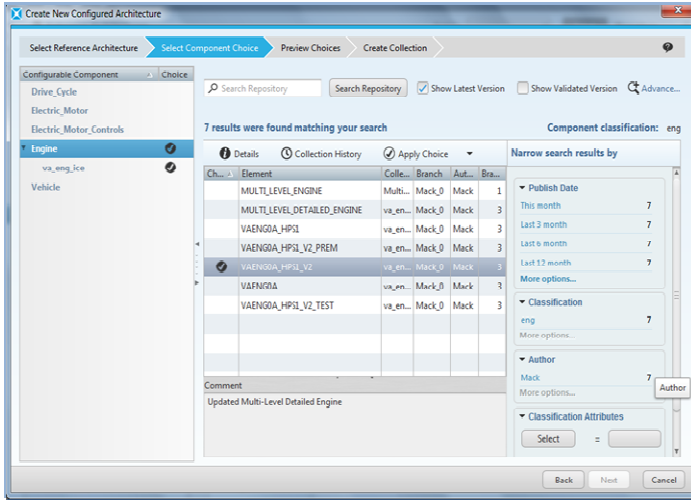 Create New Configured Architecture
Select Reference Architecture
Select Component Choice
Preview Choices
Create Collection
Configurable Component
Choice
Drive_Cycle
Electric_Motor
Electric_Motor_Controls
Engine
va_eng_ice
Vehicle
Search Repository
Search Repository
Show Latest Version
Show Validated Version
Advance...
7 results were found matching your search
Component classification: eng
Details
Collection History
Apply Choice
Ch... Element Colle... Branch Aut... Bra...
MULTI_LEVEL_ENGINE Multi... Mack_0 Mack 1
MULTI_LEVEL_DETAILED_ENGINE va_en... Mack_0 Mack 3
VAENG0A_HPS1 va_en... Mack_0 Mack 3
VAENG0A_HPS1_V2_PREM va_en... Mack_0 Mack 3
VAENG0A_HPS1_V2 va_en... Mack_0 Mack 3
VAENG0A va_en... Mack_0 Mack 3
VAENG0A_HPS1_V2_TEST va_en... Mack_0 Mack 3
Comment
Updated Multi-Level Detailed Engine
Narrow search results by
Publish Date
This month 7
Last 3 month 7
Last 6 month 7
Last 12 month 7
More options...
Classification
eng 7
More options...
Author
Mack 7
More options...
Author
Classification Attributes
Select =
Back
Next
Cancel